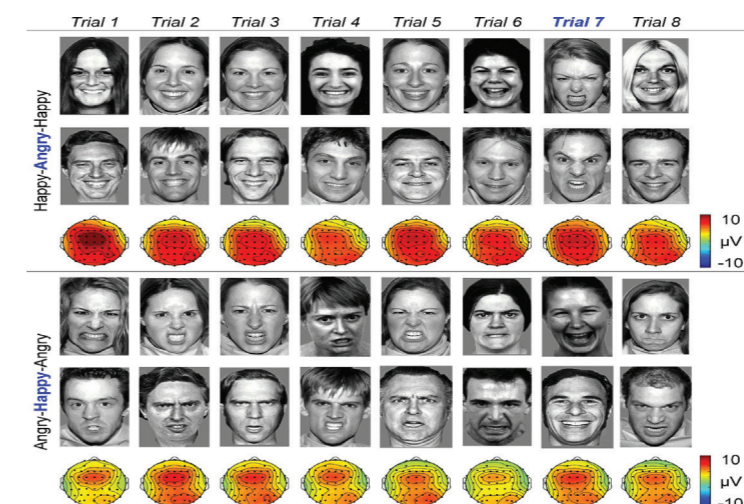 Trial 1 Trial 2 Trial 3 Trial 4 Trial 5 Trial 6 Trial 7 Trial 8
Happy-Angry-Happy
10
µV
-10
Angry-Happy-Angry
10
µV
-10